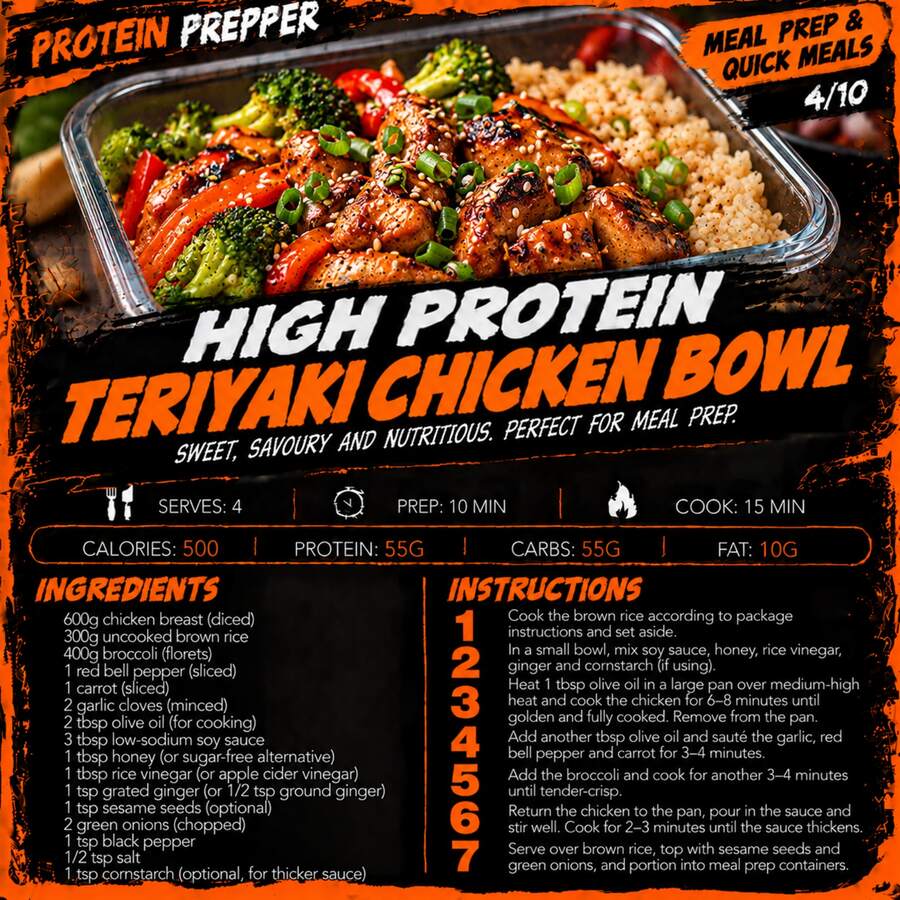 PROTEIN PREPPER
MEAL PREP &
QUICK MEALS
4/10
HIGH PROTEIN
TERIYAKI CHICKEN BOWL
SWEET, SAVOURY AND NUTRITIOUS. PERFECT FOR MEAL PREP.
SERVES: 4
PREP: 10 MIN
COOK: 15 MIN
CALORIES: 500
PROTEIN: 55G
CARBS: 55G
FAT: 10G
INGREDIENTS
600g chicken breast (diced)
300g uncooked brown rice
400g broccoli (florets)
1 red bell pepper (sliced)
1 carrot (sliced)
2 garlic cloves (minced)
2 tbsp olive oil (for cooking)
3 tbsp low-sodium soy sauce
1 tbsp honey (or sugar-free alternative)
1 tbsp rice vinegar (or apple cider vinegar)
1 tsp grated ginger (or 1/2 tsp ground ginger)
1 tsp sesame seeds (optional)
2 green onions (chopped)
1 tsp black pepper
1/2 tsp salt
1 tsp cornstarch (optional, for thicker sauce)
INSTRUCTIONS
1 Cook the brown rice according to package
instructions and set aside.
2 In a small bowl, mix soy sauce, honey, rice vinegar,
ginger and cornstarch (if using).
3 Heat 1 tbsp olive oil in a large pan over medium-high
heat and cook the chicken for 6–8 minutes until
golden and fully cooked. Remove from the pan.
4 Add another tbsp olive oil and sauté the garlic, red
bell pepper and carrot for 3–4 minutes.
5 Add the broccoli and cook for another 3–4 minutes
until tender-crisp.
6 Return the chicken to the pan, pour in the sauce and
stir well. Cook for 2–3 minutes until the sauce thickens.
7 Serve over brown rice, top with sesame seeds and
green onions, and portion into meal prep containers.